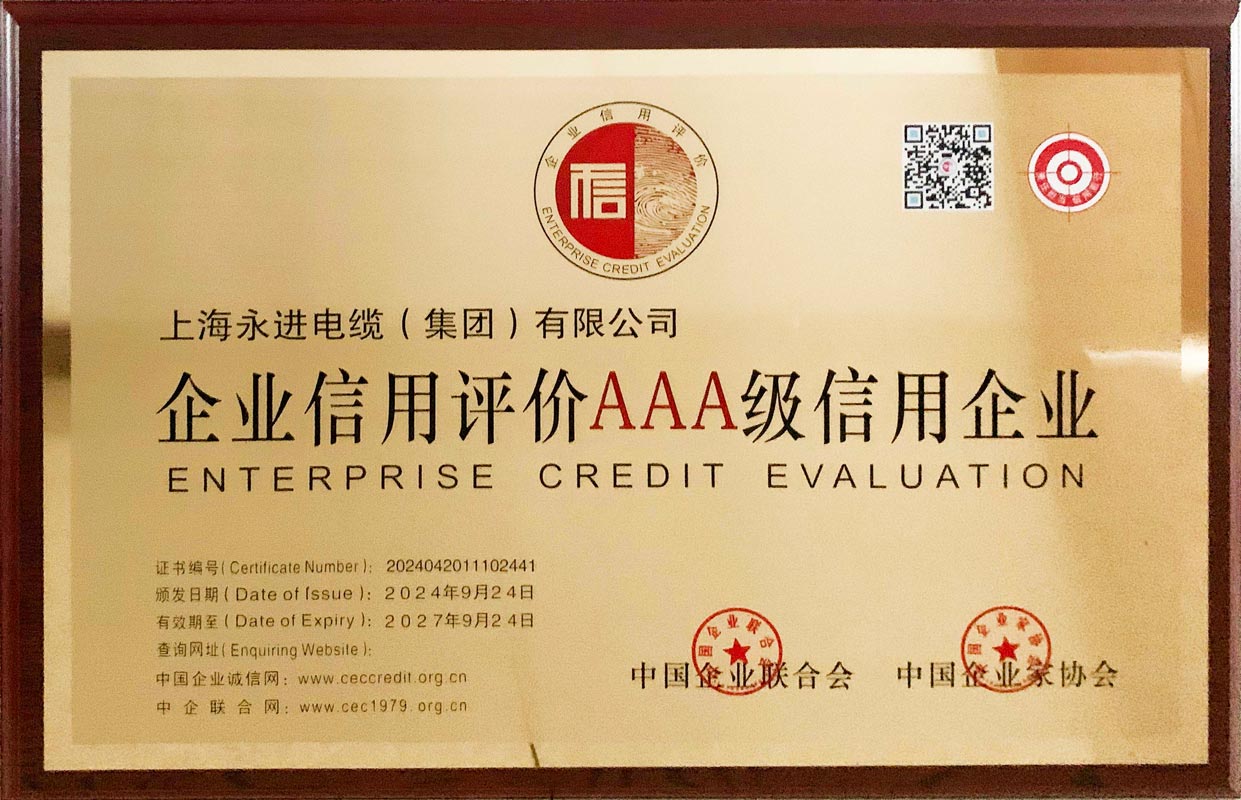 企业信用评价
信
ENTERPRISE CREDIT EVALUATION
上海永进电缆（集团）有限公司
企业信用评价AAA级信用企业
ENTERPRISE CREDIT EVALUATION
证书编号(Certificate Number): 2024042011102441
颁发日期(Date of Issue): 2024年9月24日
有效期至(Date of Expiry): 2027年9月24日
查询网址(Enquiring Website):
中国企业诚信网: www.ceccredit.org.cn
中企联合网: www.cec1979.org.cn
中国企业联合会 中国企业家协会